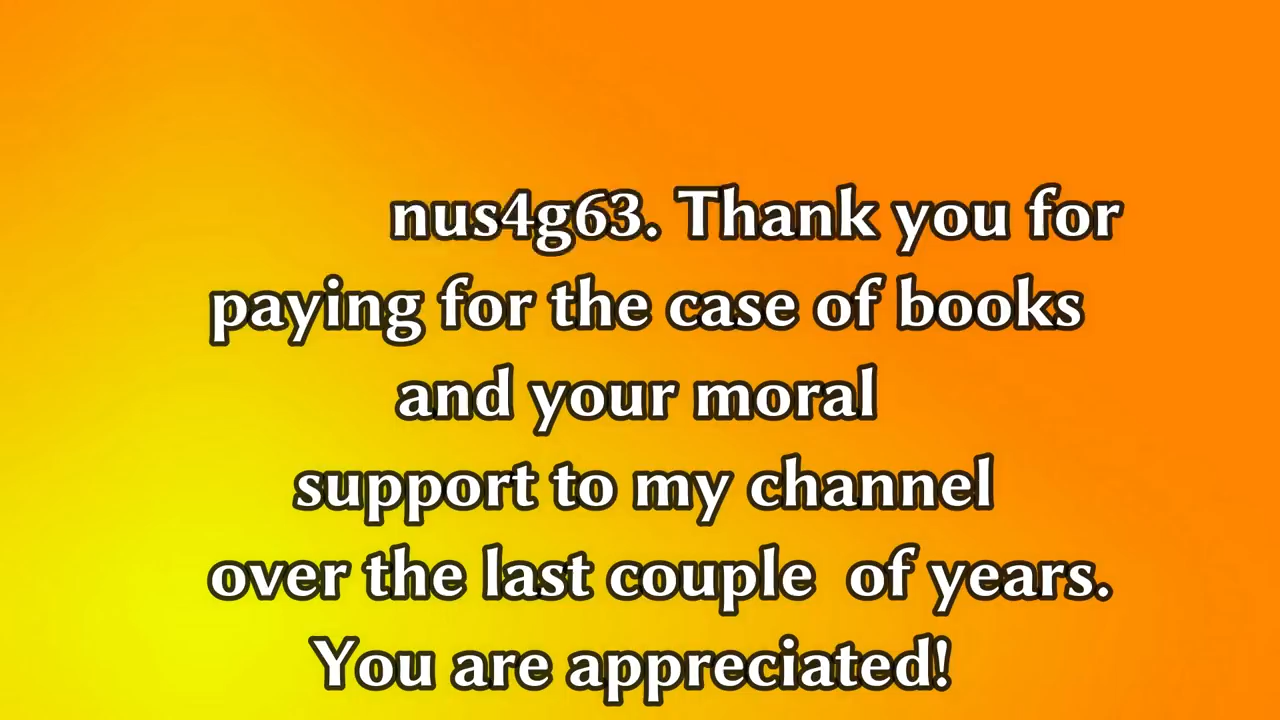 nus4g63. Thank you for
paying for the case of books
and your moral
support to my channel
over the last couple  of years.
You are appreciated!